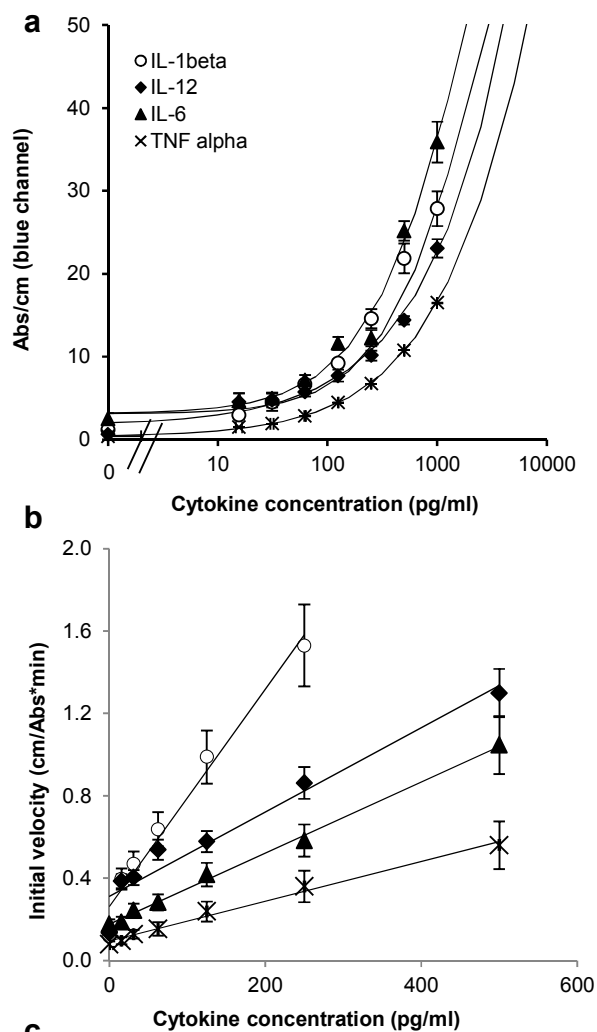 a
50
40
30
20
10
0
Abs/cm (blue channel)
IL-1beta
IL-12
IL-6
TNF alpha
0 10 100 1000 10000
Cytokine concentration (pg/ml)
b
2.0
1.6
1.2
0.8
0.4
0.0
Initial velocity (cm/Abs*min)
0 200 400 600
Cytokine concentration (pg/ml)